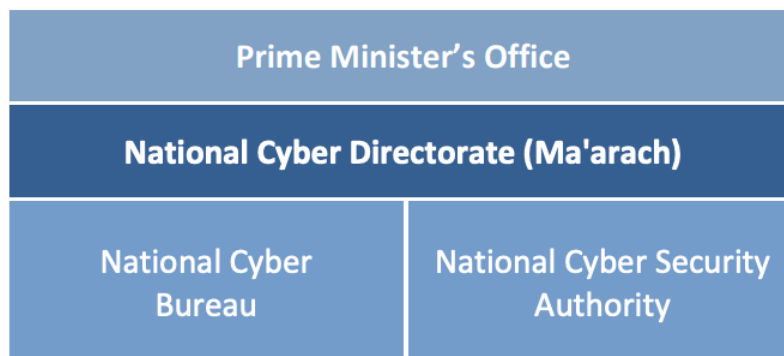 Prime Minister’s Office
National Cyber Directorate (Ma'arach)
National Cyber
Bureau
National Cyber Security
Authority